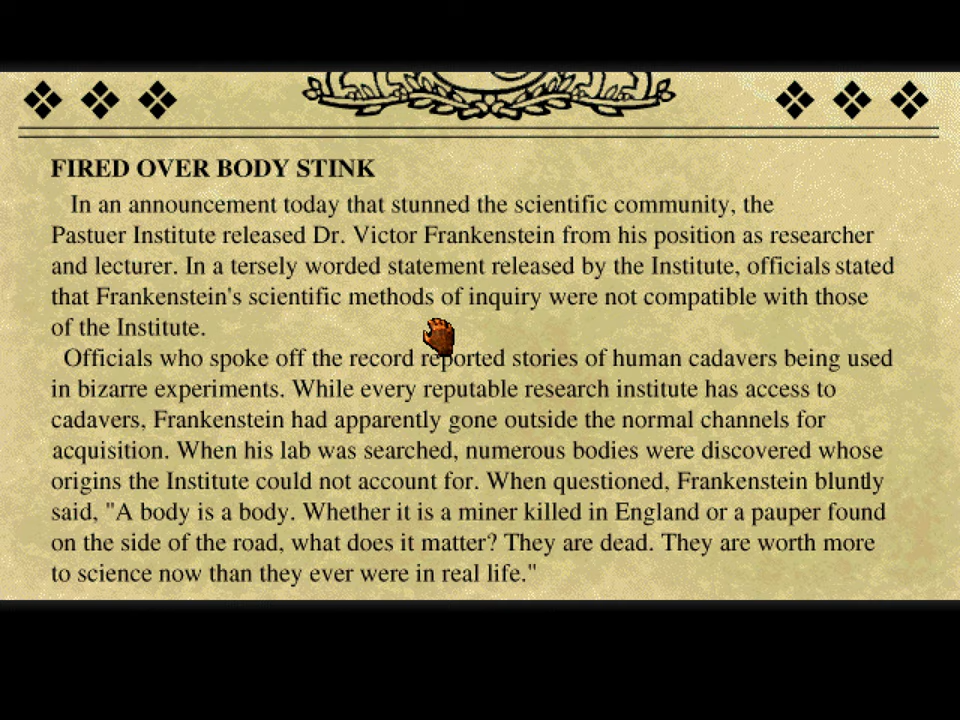 FIRED OVER BODY STINK
In an announcement today that stunned the scientific community, the
Pastuer Institute released Dr. Victor Frankenstein from his position as researcher
and lecturer. In a tersely worded statement released by the Institute, officials stated
that Frankenstein's scientific methods of inquiry were not compatible with those
of the Institute.
Officials who spoke off the record reported stories of human cadavers being used
in bizarre experiments. While every reputable research institute has access to
cadavers, Frankenstein had apparently gone outside the normal channels for
acquisition. When his lab was searched, numerous bodies were discovered whose
origins the Institute could not account for. When questioned, Frankenstein bluntly
said, "A body is a body. Whether it is a miner killed in England or a pauper found
on the side of the road, what does it matter? They are dead. They are worth more
to science now than they ever were in real life."